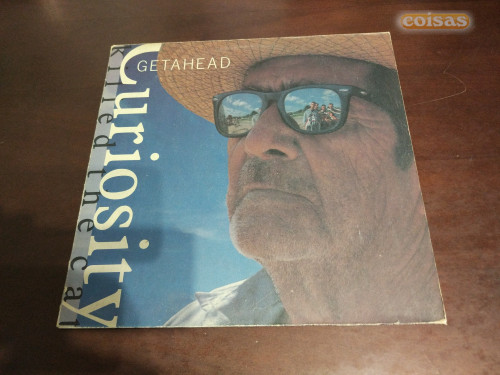 coisas
GETAHEAD
Curiosity
killed the cat